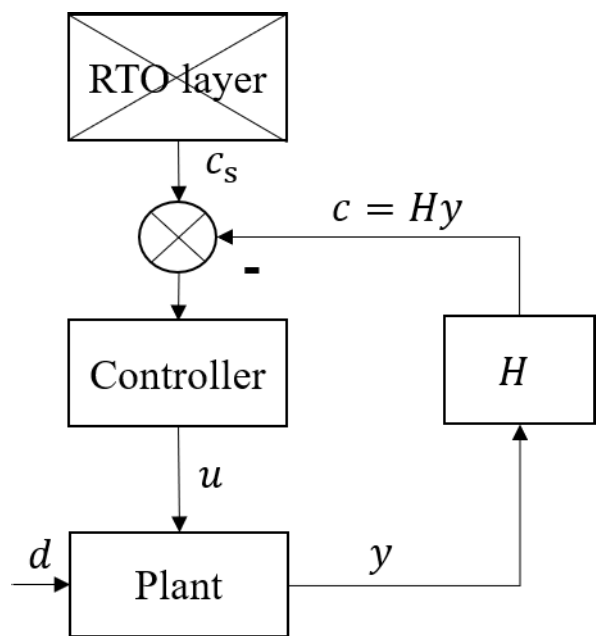 RTO layer
c_s
c = Hy
-
Controller
H
u
d
Plant
y